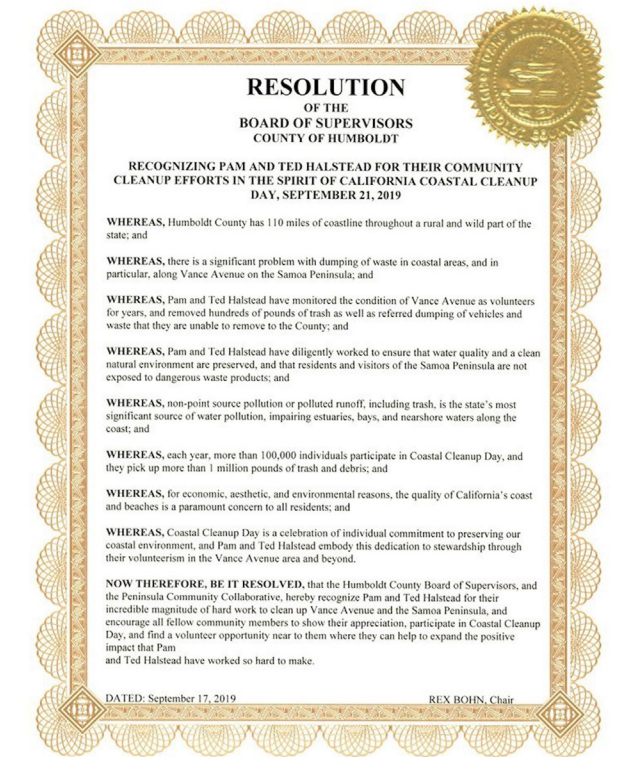 RESOLUTION
OF THE
BOARD OF SUPERVISORS
COUNTY OF HUMBOLDT
RECOGNIZING PAM AND TED HALSTEAD FOR THEIR COMMUNITY
CLEANUP EFFORTS IN THE SPIRIT OF CALIFORNIA COASTAL CLEANUP
DAY, SEPTEMBER 21, 2019
WHEREAS, Humboldt County has 110 miles of coastline throughout a rural and wild part of the
state; and
WHEREAS, there is a significant problem with dumping of waste in coastal areas, and in
particular, along Vance Avenue on the Samoa Peninsula; and
WHEREAS, Pam and Ted Halstead have monitored the condition of Vance Avenue as volunteers
for years, and removed hundreds of pounds of trash as well as referred dumping of vehicles and
waste that they are unable to remove to the County; and
WHEREAS, Pam and Ted Halstead have diligently worked to ensure that water quality and a clean
natural environment are preserved, and that residents and visitors of the Samoa Peninsula are not
exposed to dangerous waste products; and
WHEREAS, non-point source pollution or polluted runoff, including trash, is the state's most
significant source of water pollution, impairing estuaries, bays, and nearshore waters along the
coast; and
WHEREAS, each year, more than 100,000 individuals participate in Coastal Cleanup Day, and
they pick up more than 1 million pounds of trash and debris; and
WHEREAS, for economic, aesthetic, and environmental reasons, the quality of California's coast
and beaches is a paramount concern to all residents; and
WHEREAS, Coastal Cleanup Day is a celebration of individual commitment to preserving our
coastal environment, and Pam and Ted Halstead embody this dedication to stewardship through
their volunteerism in the Vance Avenue area and beyond.
NOW THEREFORE, BE IT RESOLVED, that the Humboldt County Board of Supervisors, and
the Peninsula Community Collaborative, hereby recognize Pam and Ted Halstead for their
incredible magnitude of hard work to clean up Vance Avenue and the Samoa Peninsula, and
encourage all fellow community members to show their appreciation, participate in Coastal Cleanup
Day, and find a volunteer opportunity near to them where they can help to expand the positive
impact that Pam
and Ted Halstead have worked so hard to make.
DATED: September 17, 2019
REX BOHN, Chair